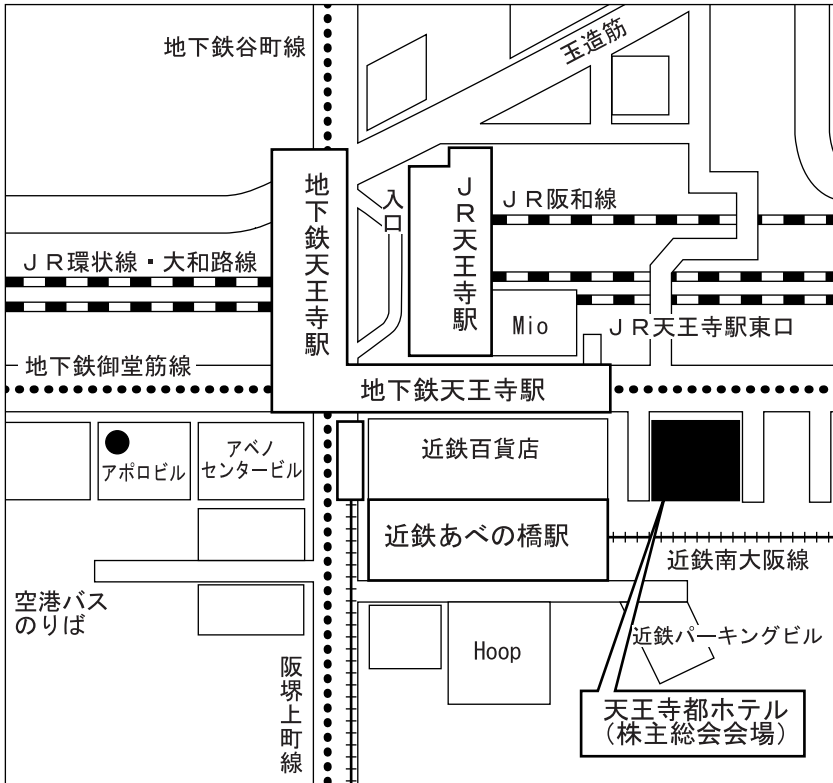 地下鉄谷町線
玉造筋
地下鉄天王寺駅
入口
ＪＲ天王寺駅
ＪＲ阪和線
ＪＲ環状線・大和路線
Mio
ＪＲ天王寺駅東口
地下鉄御堂筋線
地下鉄天王寺駅
アポロビル
アベノ
センタービル
近鉄百貨店
近鉄あべの橋駅
近鉄南大阪線
空港バス
のりば
Hoop
近鉄パーキングビル
阪堺上町線
天王寺都ホテル
（株主総会会場）